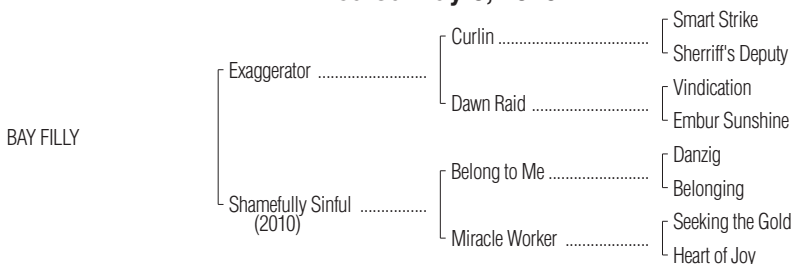 Smart Strike
Curlin
Sherriff's Deputy
Exaggerator
Vindication
Dawn Raid
Embur Sunshine
BAY FILLY
Danzig
Belong to Me
Belonging
Shamefully Sinful
(2010)
Seeking the Gold
Miracle Worker
Heart of Joy